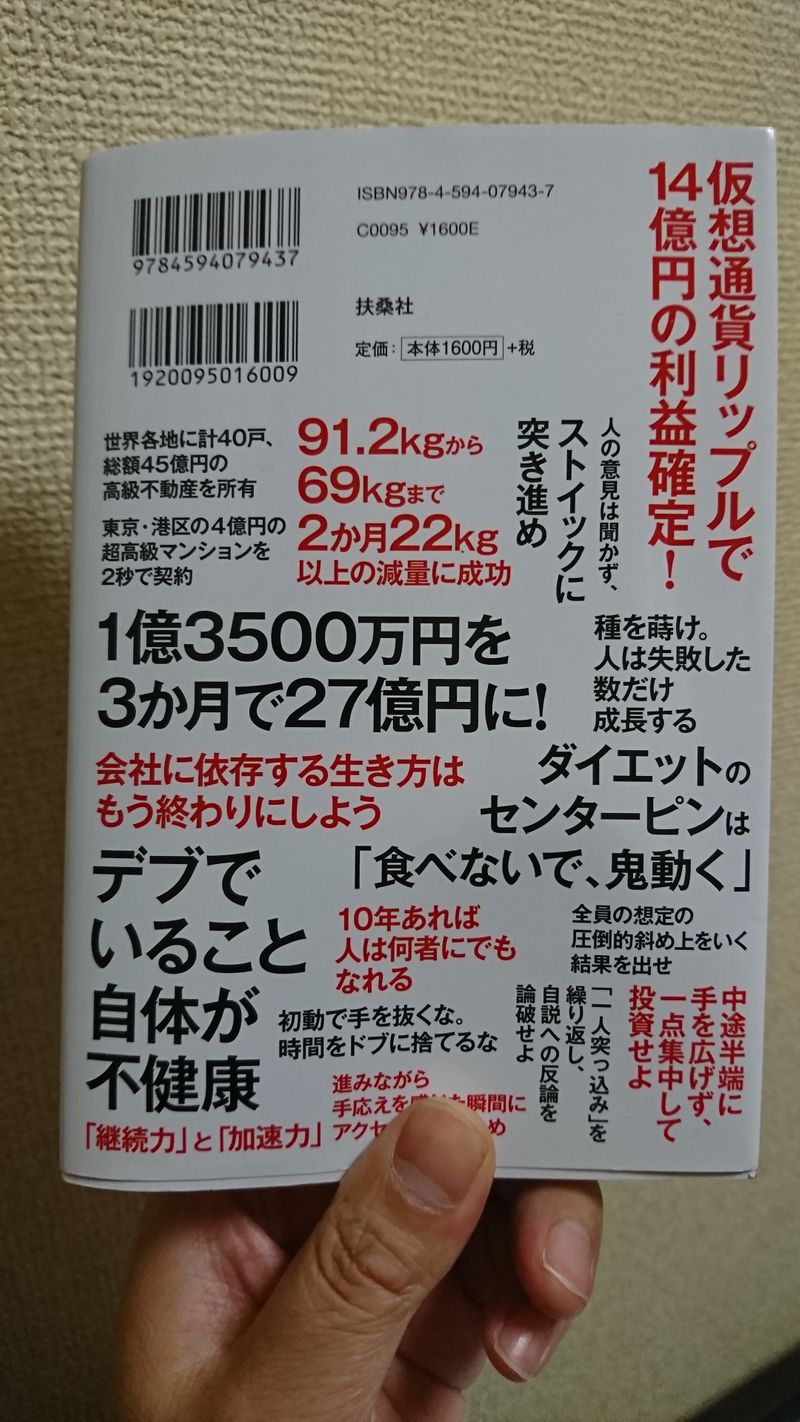 9784594079437
1920095016009
ISBN978-4-594-07943-7
C0095 ¥1600E
扶桑社
定価：本体1600円＋税
仮想通貨リップルで
14億円の利益確定！
人の意見は聞かず、
ストイックに
突き進め
世界各地に計40戸、
総額45億円の
高級不動産を所有
東京・港区の4億円の
超高級マンションを
2秒で契約
91.2kgから
69kgまで
2か月22kg
以上の減量に成功
1億3500万円を
3か月で27億円に！
種を蒔け。
人は失敗した
数だけ
成長する
会社に依存する生き方は
もう終わりにしよう
ダイエットの
センターピンは
「食べないで、鬼動く」
デブで
いること
自体が
不健康
10年あれば
人は何者にでも
なれる
全員の想定の
圧倒的斜め上をいく
結果を出せ
初動で手を抜くな。
時間をドブに捨てるな
中途半端に
手を広げず、
一点集中して
投資せよ
「一人突っ込み」を
繰り返し、
自説への反論を
論破せよ
「継続力」と「加速力」
進みながら
手応えを
瞬間に
アクセ
め